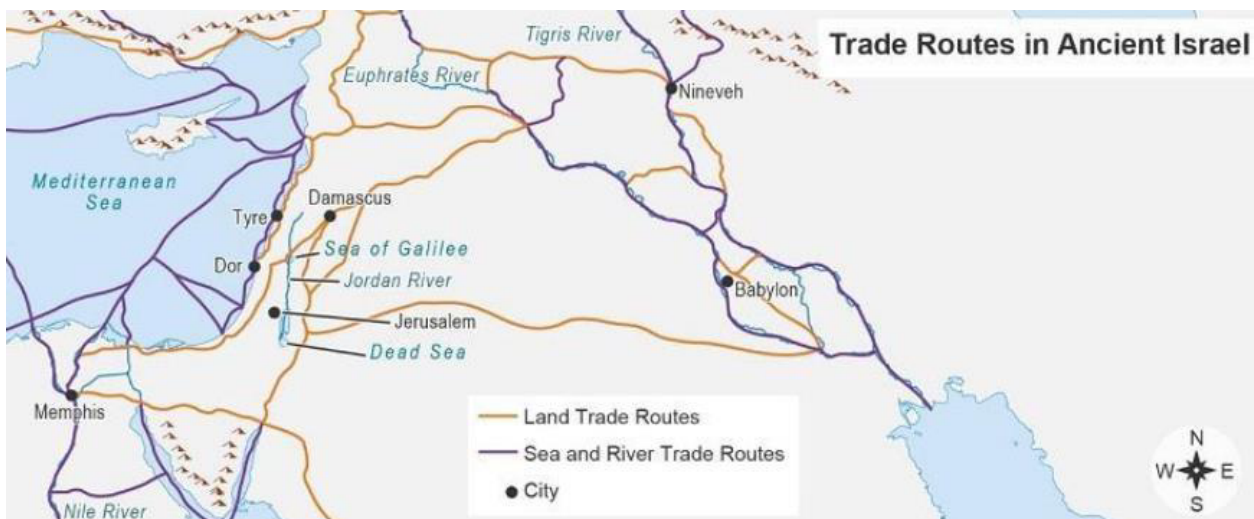 Trade Routes in Ancient Israel
Tigris River
Euphrates River
Nineveh
Mediterranean
Sea
Damascus
Tyre
Sea of Galilee
Dor
Jordan River
Babylon
Jerusalem
Dead Sea
Memphis
Nile River
Land Trade Routes
Sea and River Trade Routes
City
N
W E
S